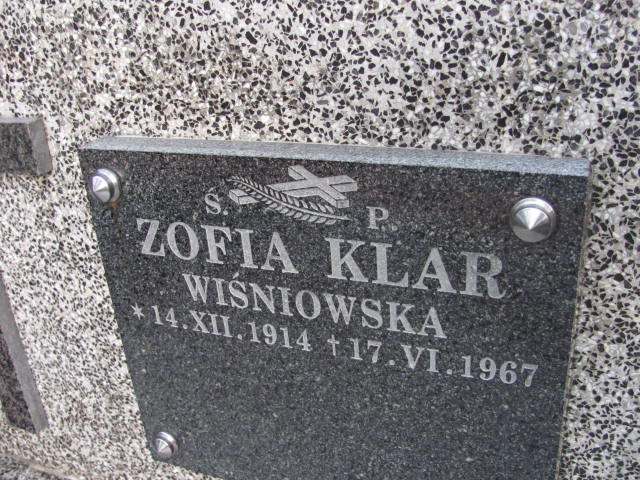 S. P.
ZOFIA KLAR
WIŚNIOWSKA
*14.XII.1914 †17.VI.1967